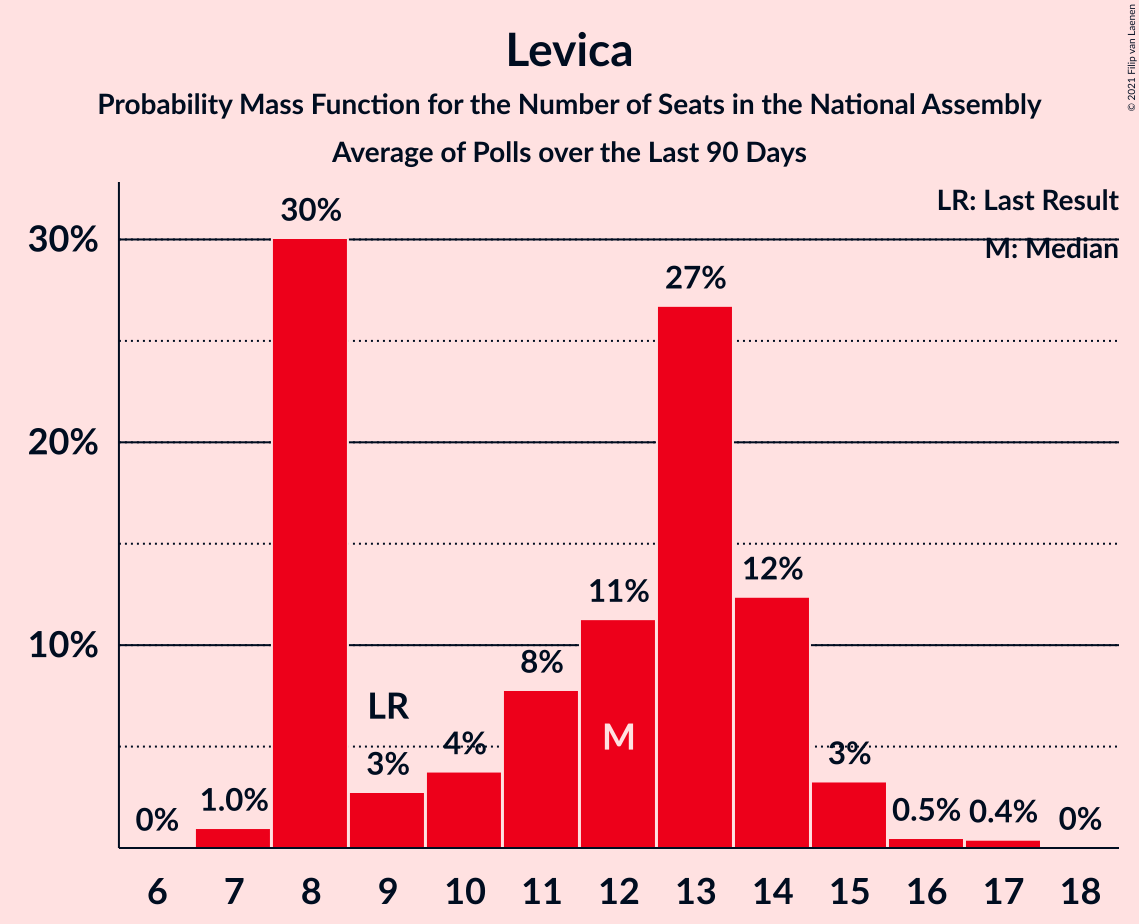 Levica
Probability Mass Function for the Number of Seats in the National Assembly
Average of Polls over the Last 90 Days
© 2021 Filip van Laenen
LR: Last Result
M: Median
30%
20%
10%
0%
1.0%
30%
LR
3%
4%
8%
11%
M
27%
12%
3%
0.5%
0.4%
0%
6 7 8 9 10 11 12 13 14 15 16 17 18